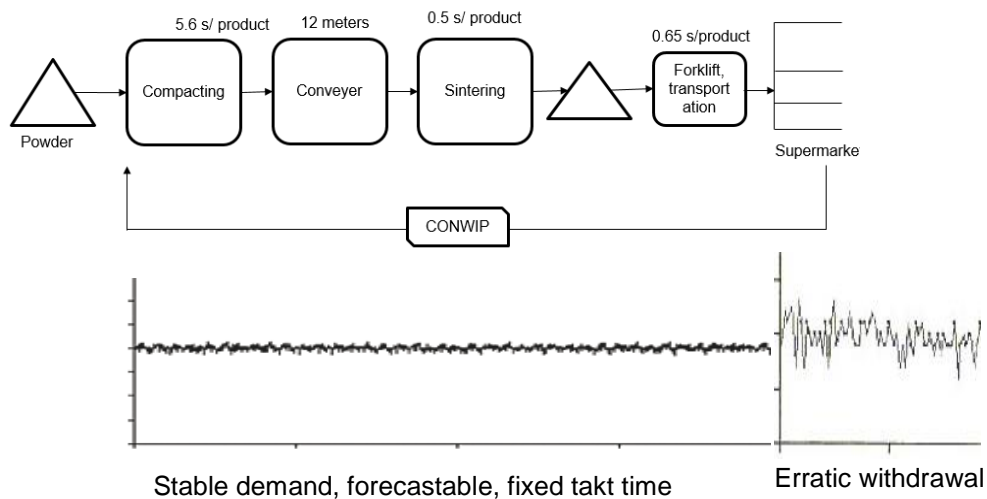 5.6 s/ product
12 meters
0.5 s/product
0.65 s/product
Compacting
Conveyer
Sintering
Forklift,
transport
ation
Powder
Supermarke
CONWIP
Stable demand, forecastable, fixed takt time
Erratic withdrawal